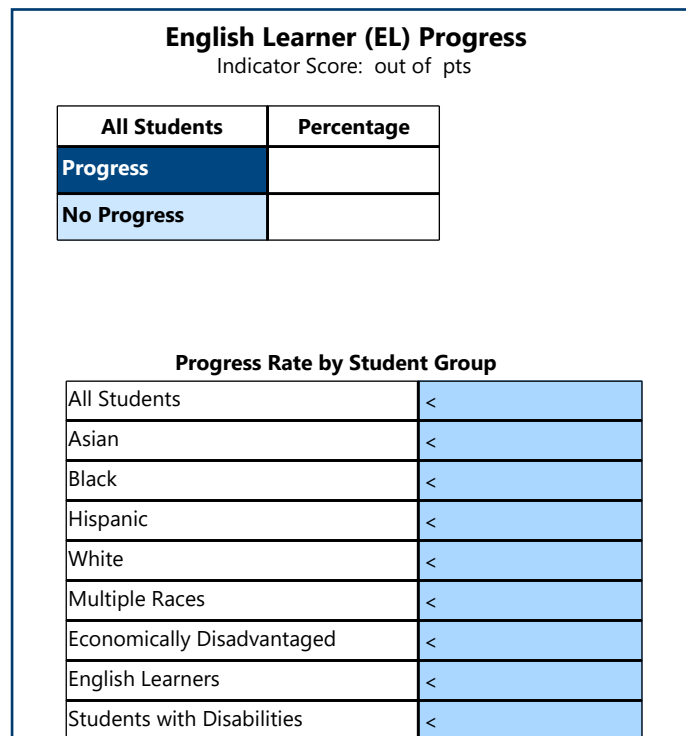 English Learner (EL) Progress
Indicator Score: out of pts
All Students Percentage
Progress
No Progress
Progress Rate by Student Group
All Students <
Asian <
Black <
Hispanic <
White <
Multiple Races <
Economically Disadvantaged <
English Learners <
Students with Disabilities <